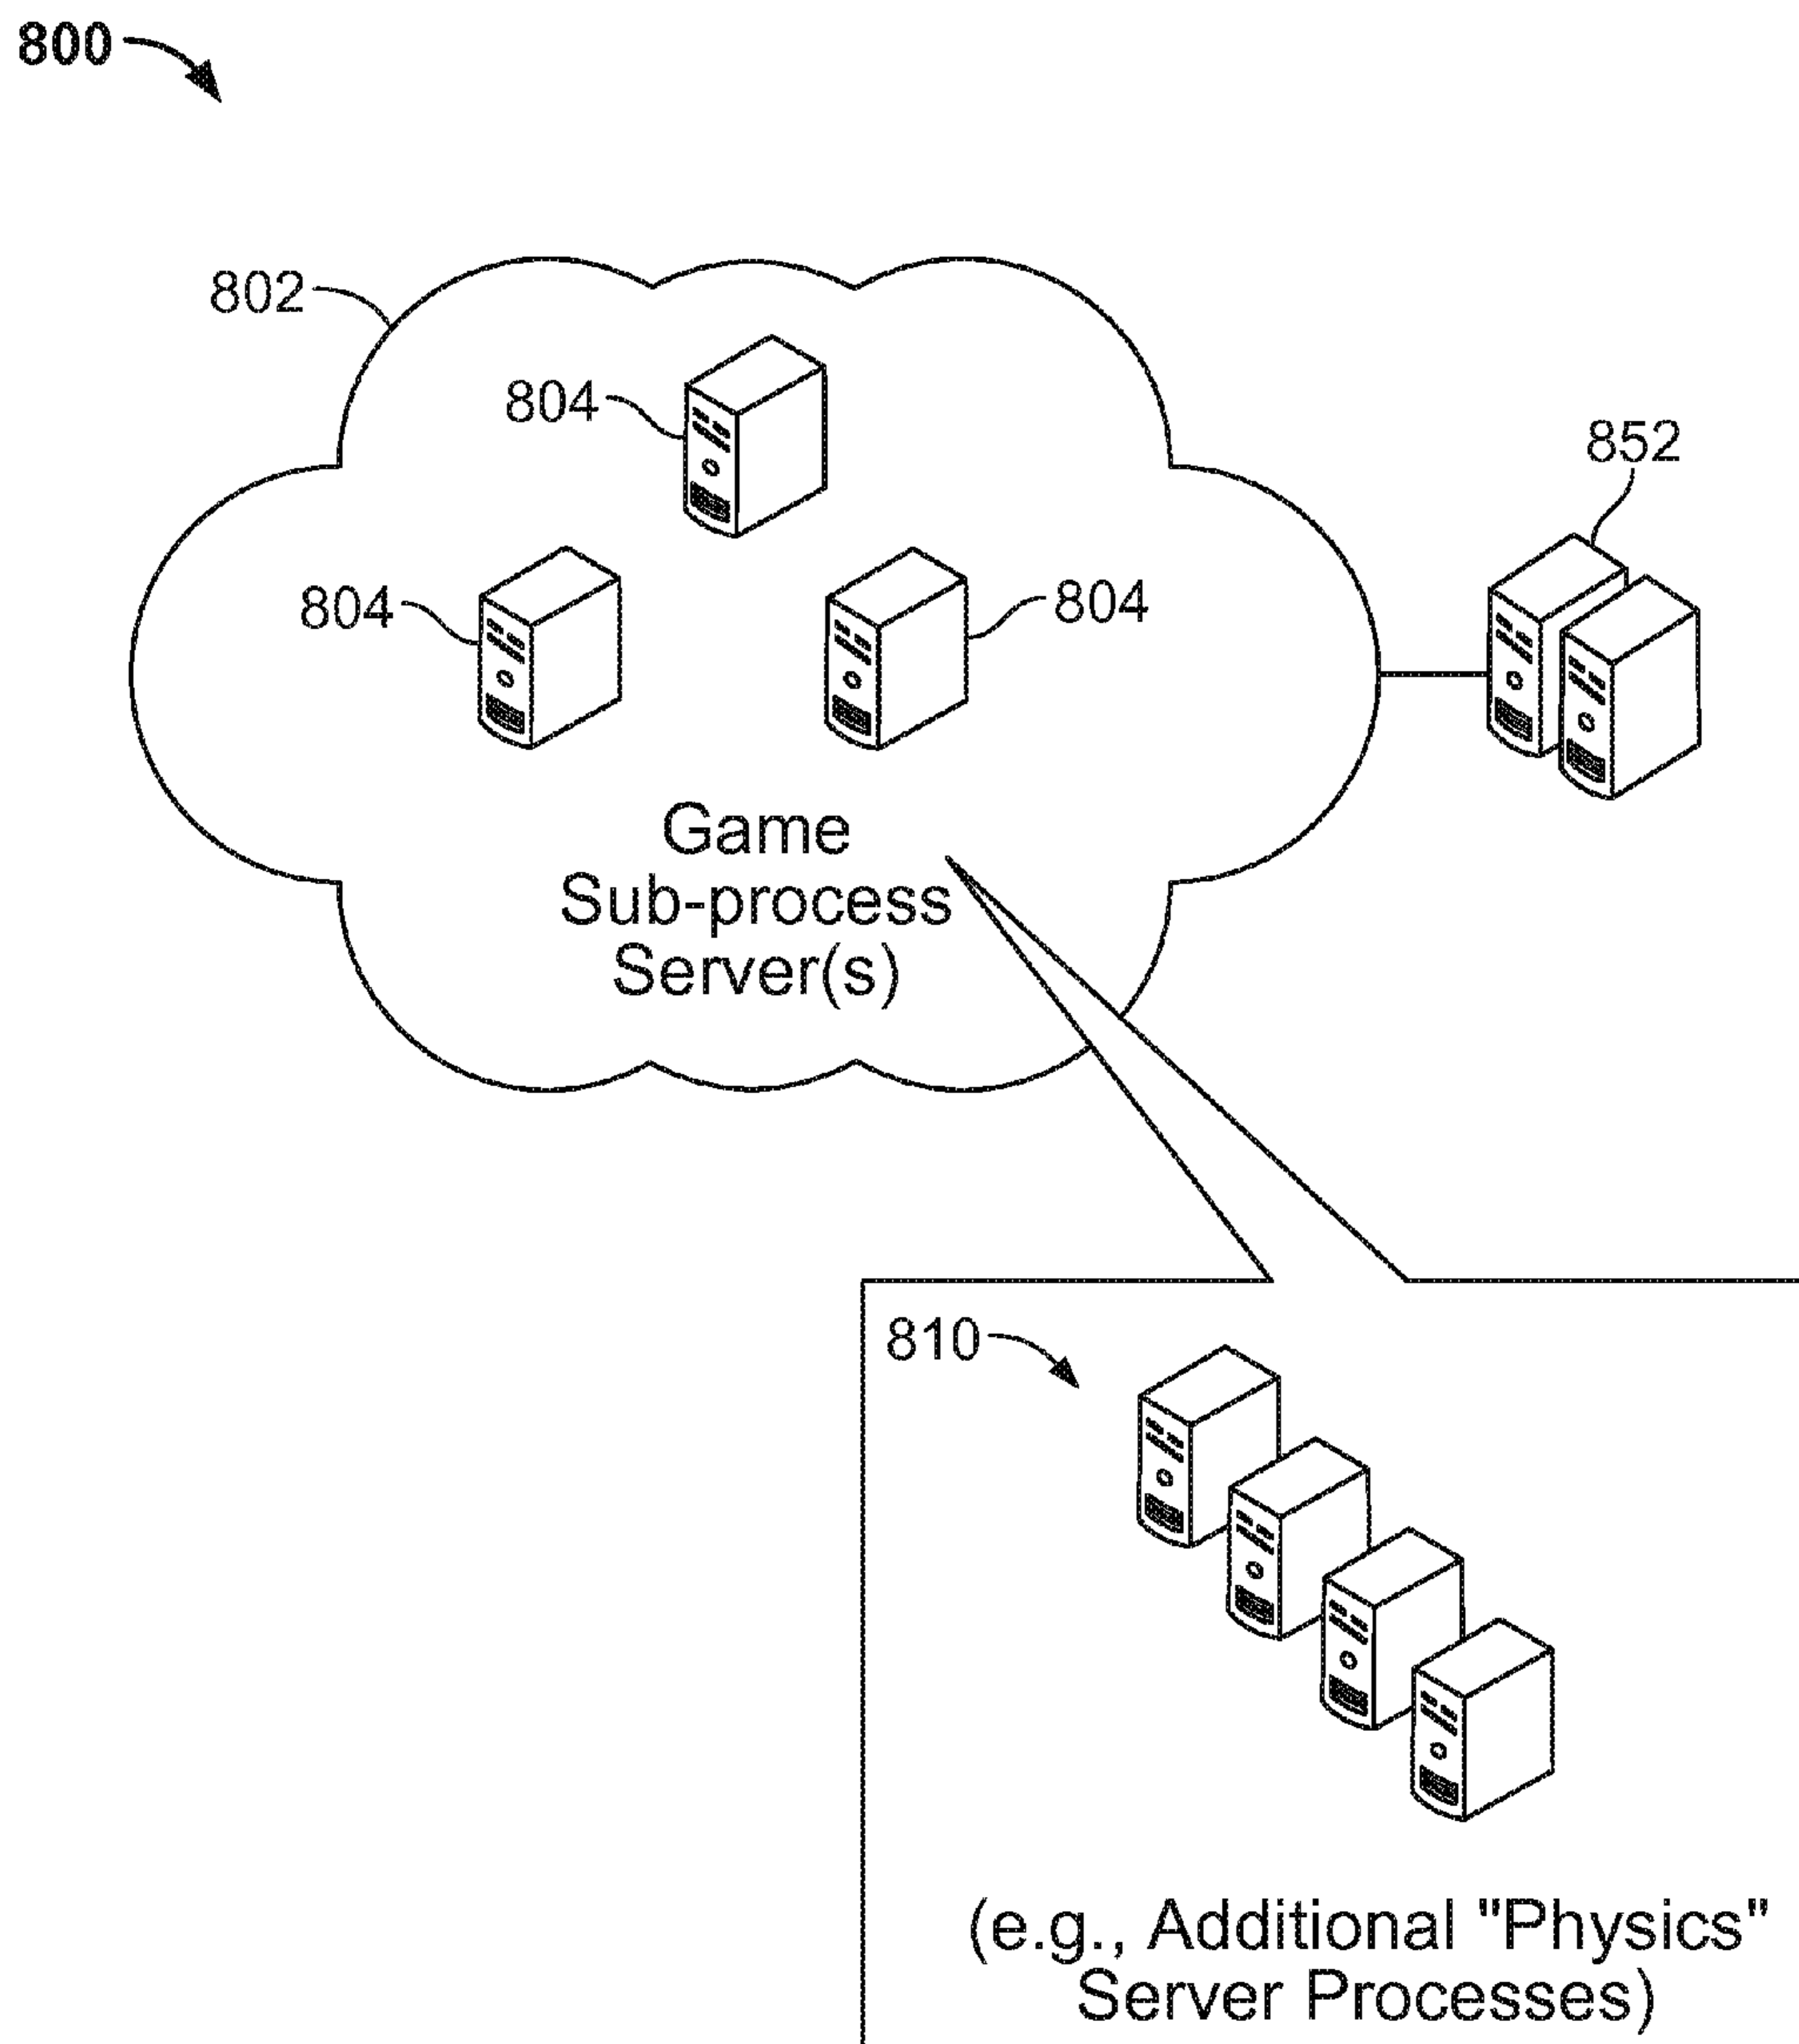 800
802
804
852
804
804
Game
Sub-process
Server(s)
810
(e.g., Additional "Physics"
Server Processes)